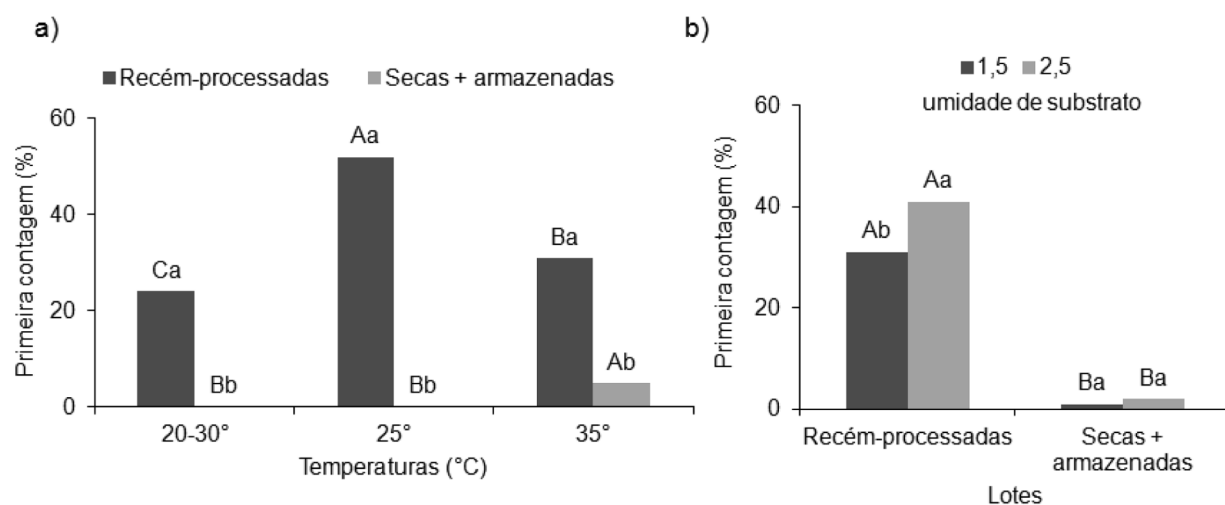 a)
Recém-processadas Secas + armazenadas
Primeira contagem (%)
60
40
20
0
Ca
Bb
Aa
Bb
Ba
Ab
20-30° 25° 35°
Temperaturas (°C)
b)
1,5 2,5
umidade de substrato
Primeira contagem (%)
60
40
20
0
Ab
Aa
Ba
Ba
Recém-processadas
Secas +
armazenadas
Lotes